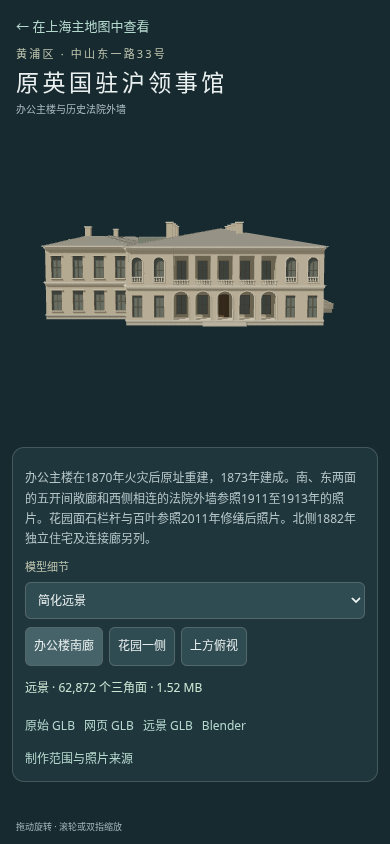 ← 在上海主地图中查看
黄浦区 · 中山东一路33号
原英国驻沪领事馆
办公主楼与历史法院外墙
办公主楼在1870年火灾后原址重建，1873年建成。南、东两面
的五开间敞廊和西侧相连的法院外墙参照1911至1913年的照
片。花园面石栏杆与百叶参照2011年修缮后照片。北侧1882年
独立住宅及连接廊另列。
模型细节
简化远景
办公楼南廊 花园一侧 上方俯视
远景 · 62,872 个三角面 · 1.52 MB
原始 GLB 网页 GLB 远景 GLB Blender
制作范围与照片来源
拖动旋转 · 滚轮或双指缩放